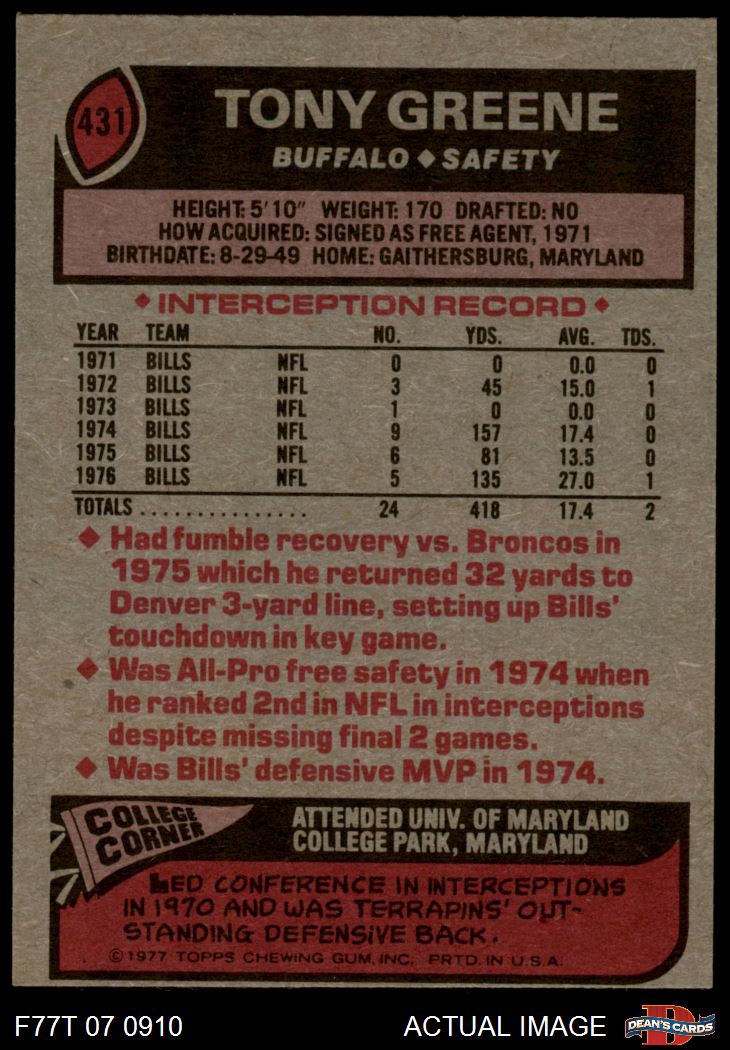 431
TONY GREENE
BUFFALO ◆ SAFETY
HEIGHT: 5'10" WEIGHT: 170 DRAFTED: NO
HOW ACQUIRED: SIGNED AS FREE AGENT, 1971
BIRTHDATE: 8-29-49 HOME: GAITHERSBURG, MARYLAND
◆ INTERCEPTION RECORD ◆
YEAR TEAM NO. YDS. AVG. TDS.
1971 BILLS NFL 0 0 0.0 0
1972 BILLS NFL 3 45 15.0 1
1973 BILLS NFL 1 0 0.0 0
1974 BILLS NFL 9 157 17.4 0
1975 BILLS NFL 6 81 13.5 0
1976 BILLS NFL 5 135 27.0 1
TOTALS ............... 24 418 17.4 2
◆ Had fumble recovery vs. Broncos in
1975 which he returned 32 yards to
Denver 3-yard line, setting up Bills'
touchdown in key game.
◆ Was All-Pro free safety in 1974 when
he ranked 2nd in NFL in interceptions
despite missing final 2 games.
◆ Was Bills' defensive MVP in 1974.
COLLEGE
CORNER
ATTENDED UNIV. OF MARYLAND
COLLEGE PARK, MARYLAND
LED CONFERENCE IN INTERCEPTIONS
IN 1970 AND WAS TERRAPINS' OUT-
STANDING DEFENSIVE BACK.
©1977 TOPPS CHEWING GUM, INC. PRTD. IN U.S.A.
F77T 07 0910
ACTUAL IMAGE
D
DEAN'S CARDS